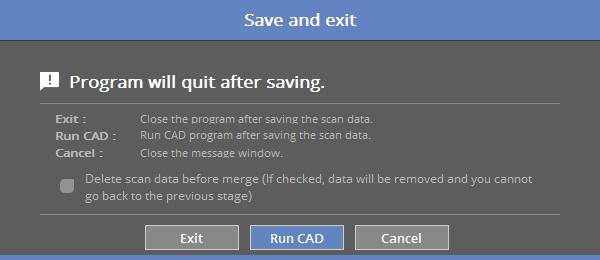 Save and exit
Program will quit after saving.
Exit : Close the program after saving the scan data.
Run CAD : Run CAD program after saving the scan data.
Cancel : Close the message window.
Delete scan data before merge (If checked, data will be removed and you cannot
go back to the previous stage)
Exit Run CAD Cancel